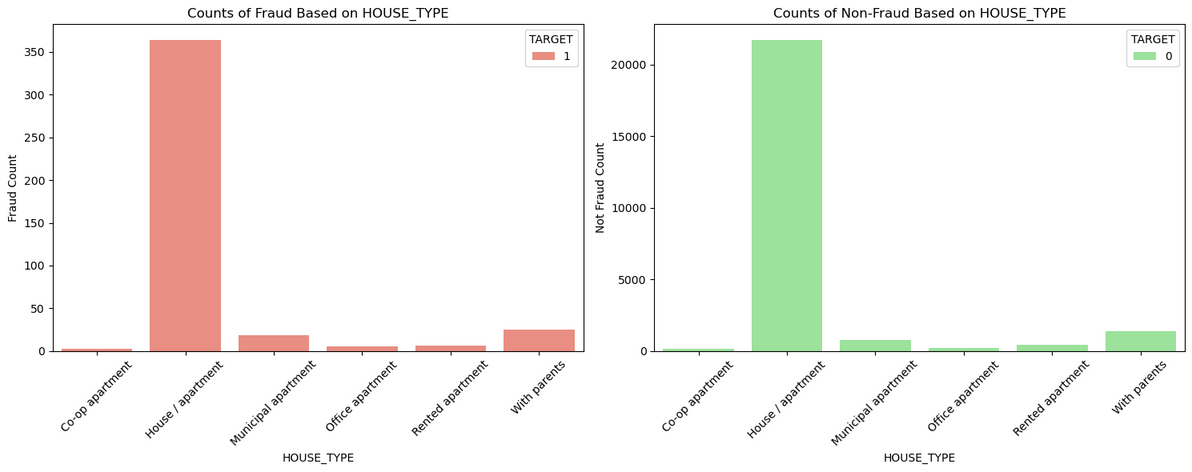 Counts of Fraud Based on HOUSE_TYPE
TARGET
1
350
300
250
200
150
100
50
0
Fraud Count
Co-op apartment
House / apartment
Municipal apartment
Office apartment
Rented apartment
With parents
HOUSE_TYPE
Counts of Non-Fraud Based on HOUSE_TYPE
TARGET
0
20000
15000
10000
5000
0
Not Fraud Count
Co-op apartment
House / apartment
Municipal apartment
Office apartment
Rented apartment
With parents
HOUSE_TYPE